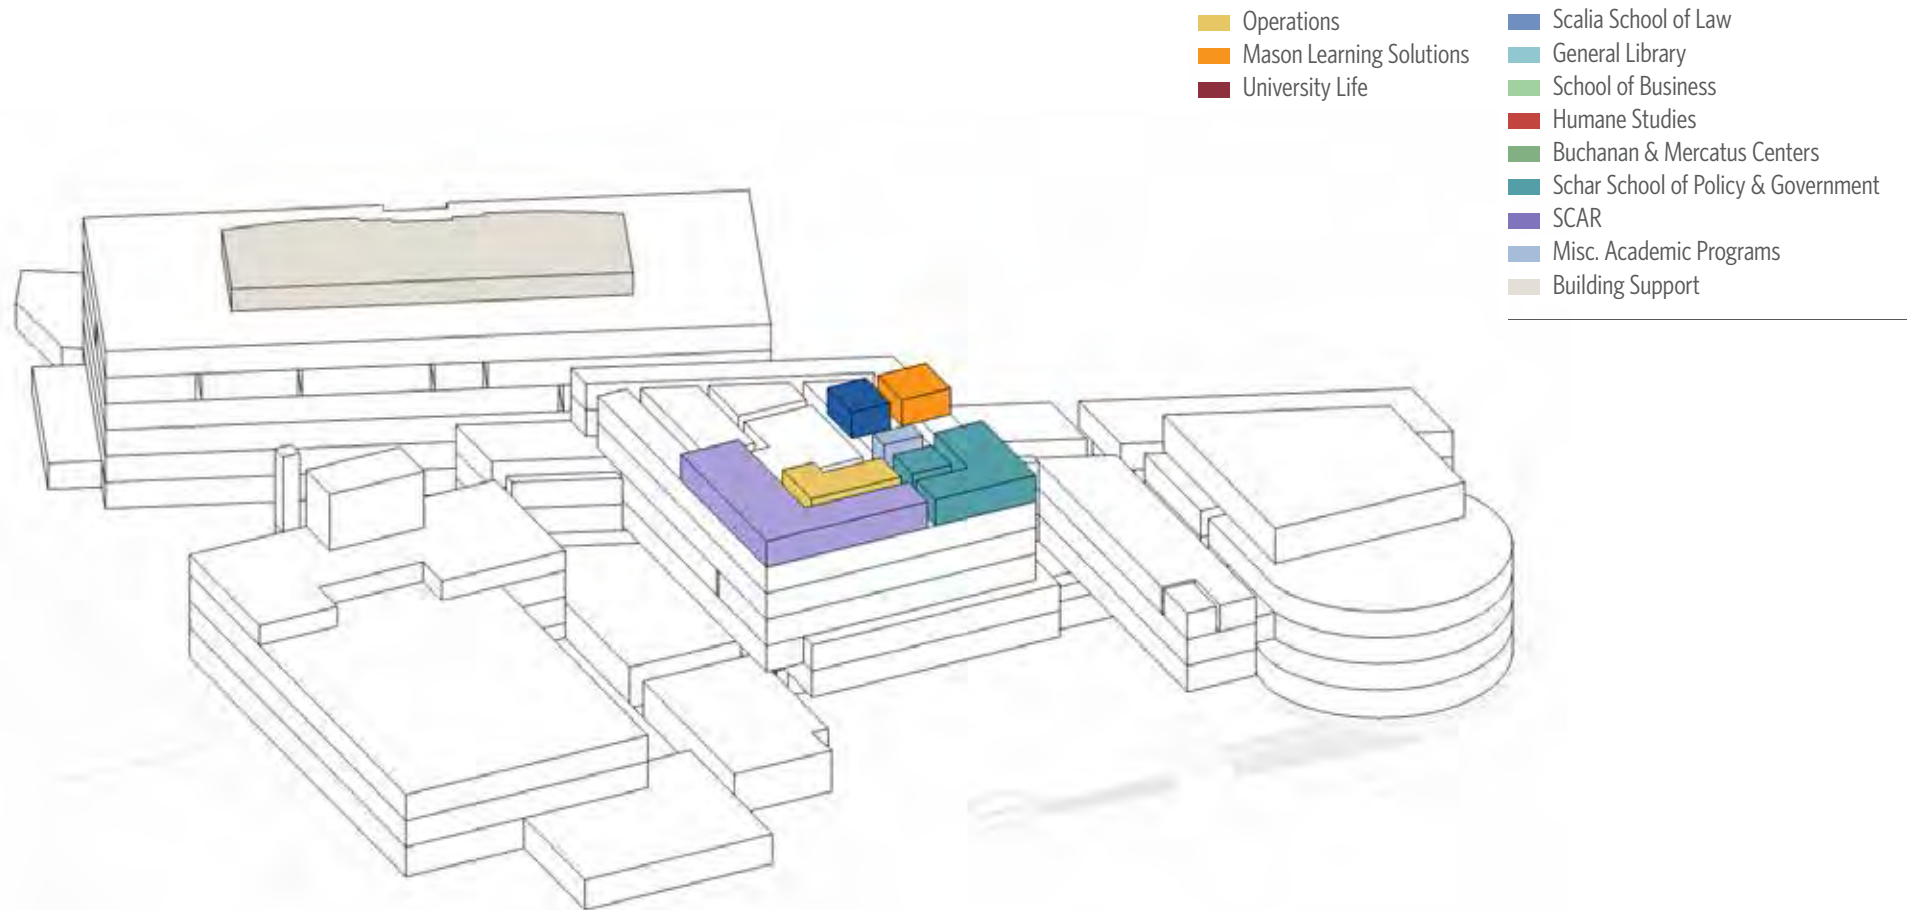 Operations
Mason Learning Solutions
University Life
Scalia School of Law
General Library
School of Business
Humane Studies
Buchanan & Mercatus Centers
Schar School of Policy & Government
SCAR
Misc. Academic Programs
Building Support